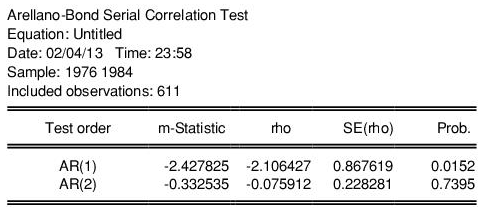 Arellano-Bond Serial Correlation Test
Equation: Untitled
Date: 02/04/13 Time: 23:58
Sample: 1976 1984
Included observations: 611
Test order m-Statistic rho SE(rho) Prob.
AR(1) -2.427825 -2.106427 0.867619 0.0152
AR(2) -0.332535 -0.075912 0.228281 0.7395